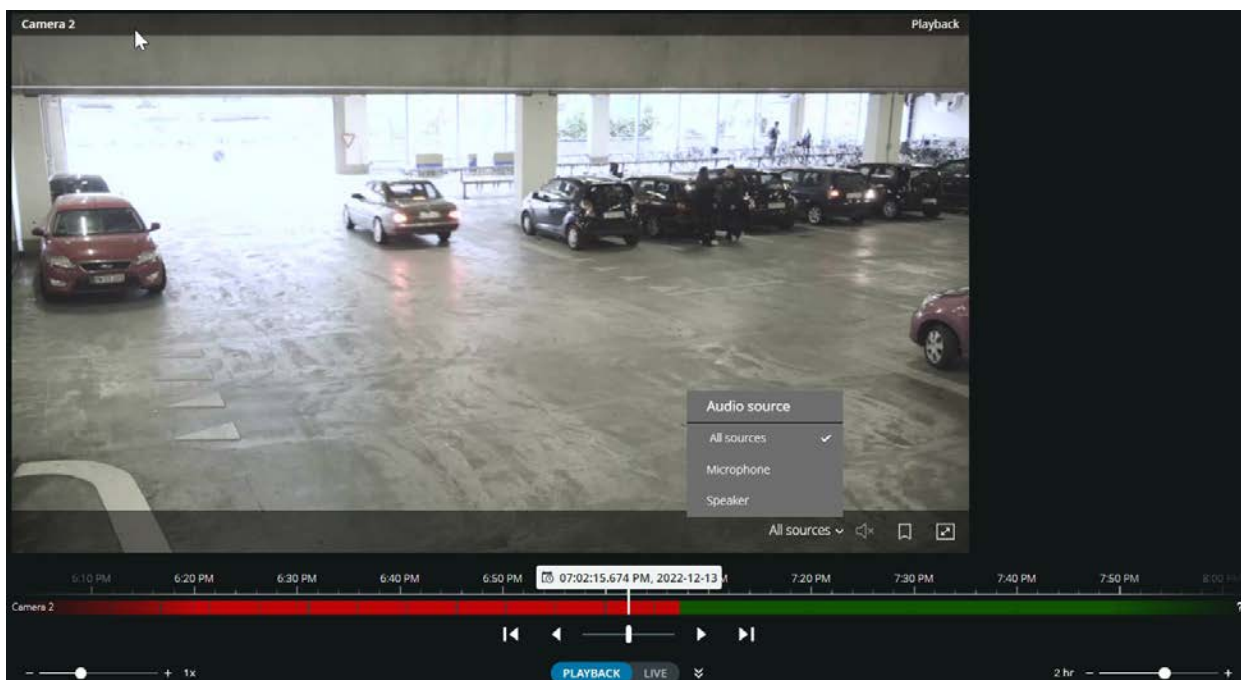 Camera 2 Playback
Audio source
All sources
Microphone
Speaker
All sources
6:10 PM 6:20 PM 6:30 PM 6:40 PM 6:50 PM 07:02:15.674 PM, 2022-12-13 7:20 PM 7:30 PM 7:40 PM 7:50 PM 8:00 PM
Camera 2
- + 1x PLAYBACK LIVE 2 hr - +